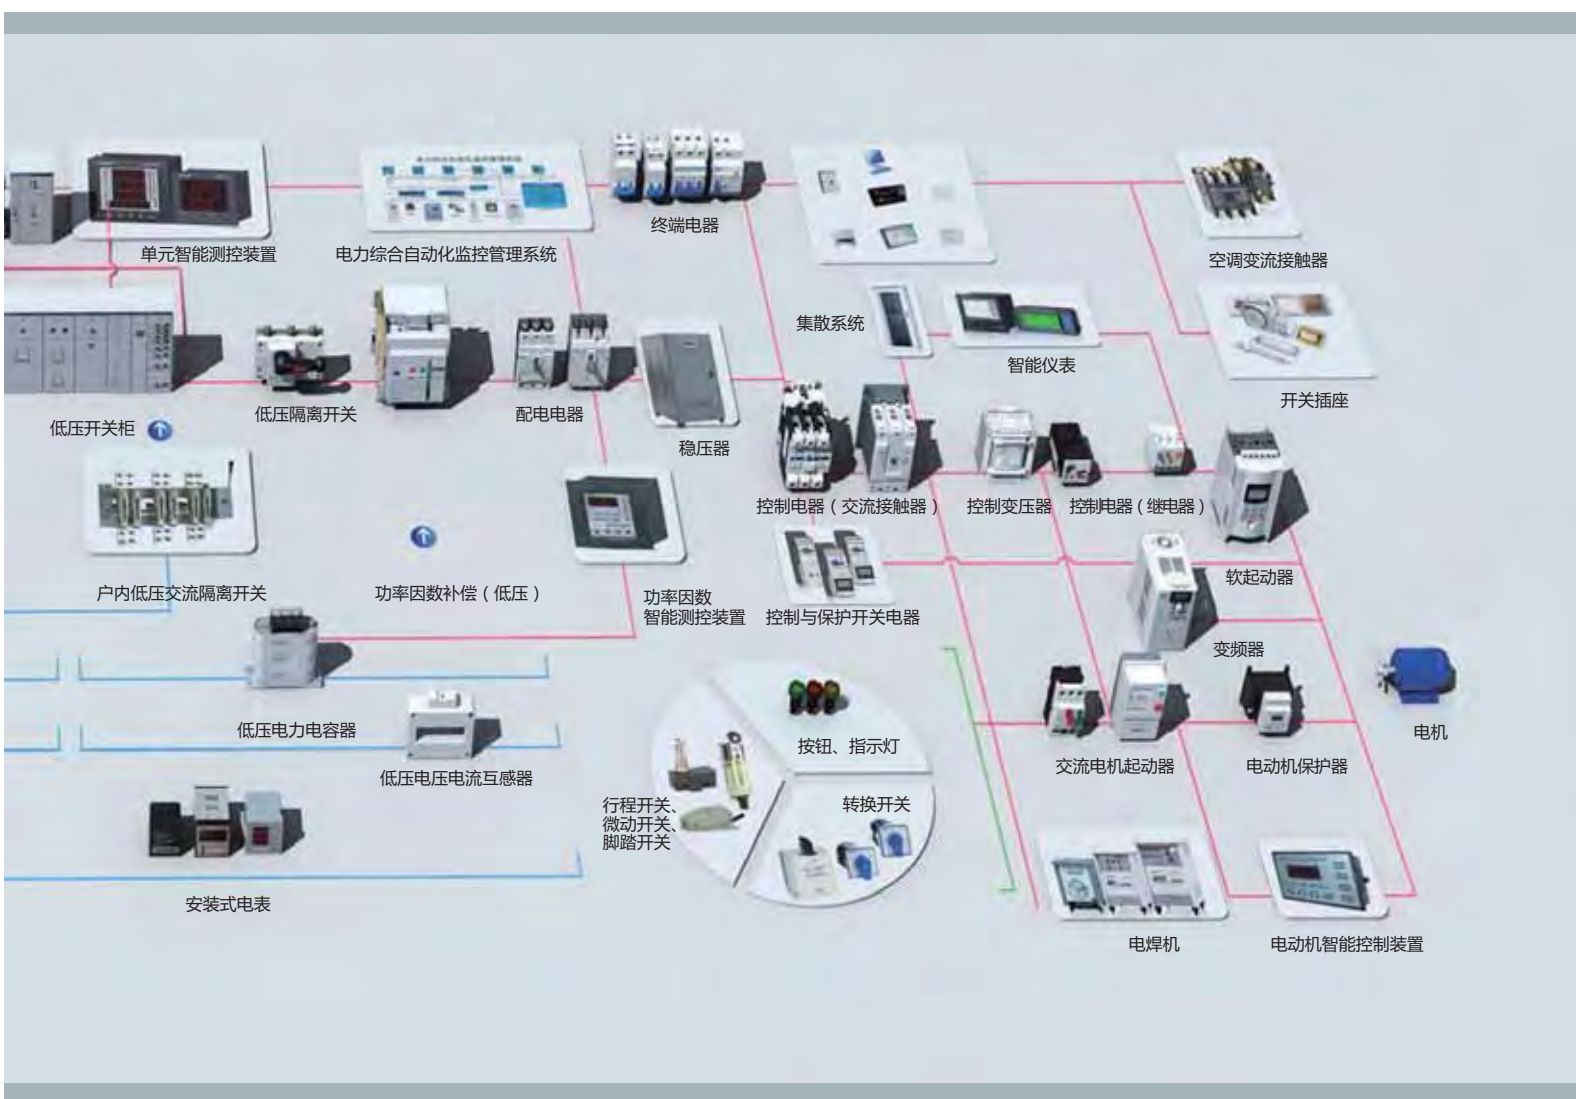 单元智能测控装置
电力综合自动化监控管理系统
终端电器
空调变流接触器
集散系统
智能仪表
开关插座
低压开关柜
低压隔离开关
配电电器
稳压器
控制电器（交流接触器）
控制变压器
控制电器（继电器）
软起动器
户内低压交流隔离开关
功率因数补偿（低压）
功率因数
智能测控装置
控制与保护开关电器
变频器
低压电力电容器
低压电压电流互感器
按钮、指示灯
交流电机起动器
电动机保护器
电机
行程开关、
微动开关、
脚踏开关
转换开关
安装式电表
电焊机
电动机智能控制装置